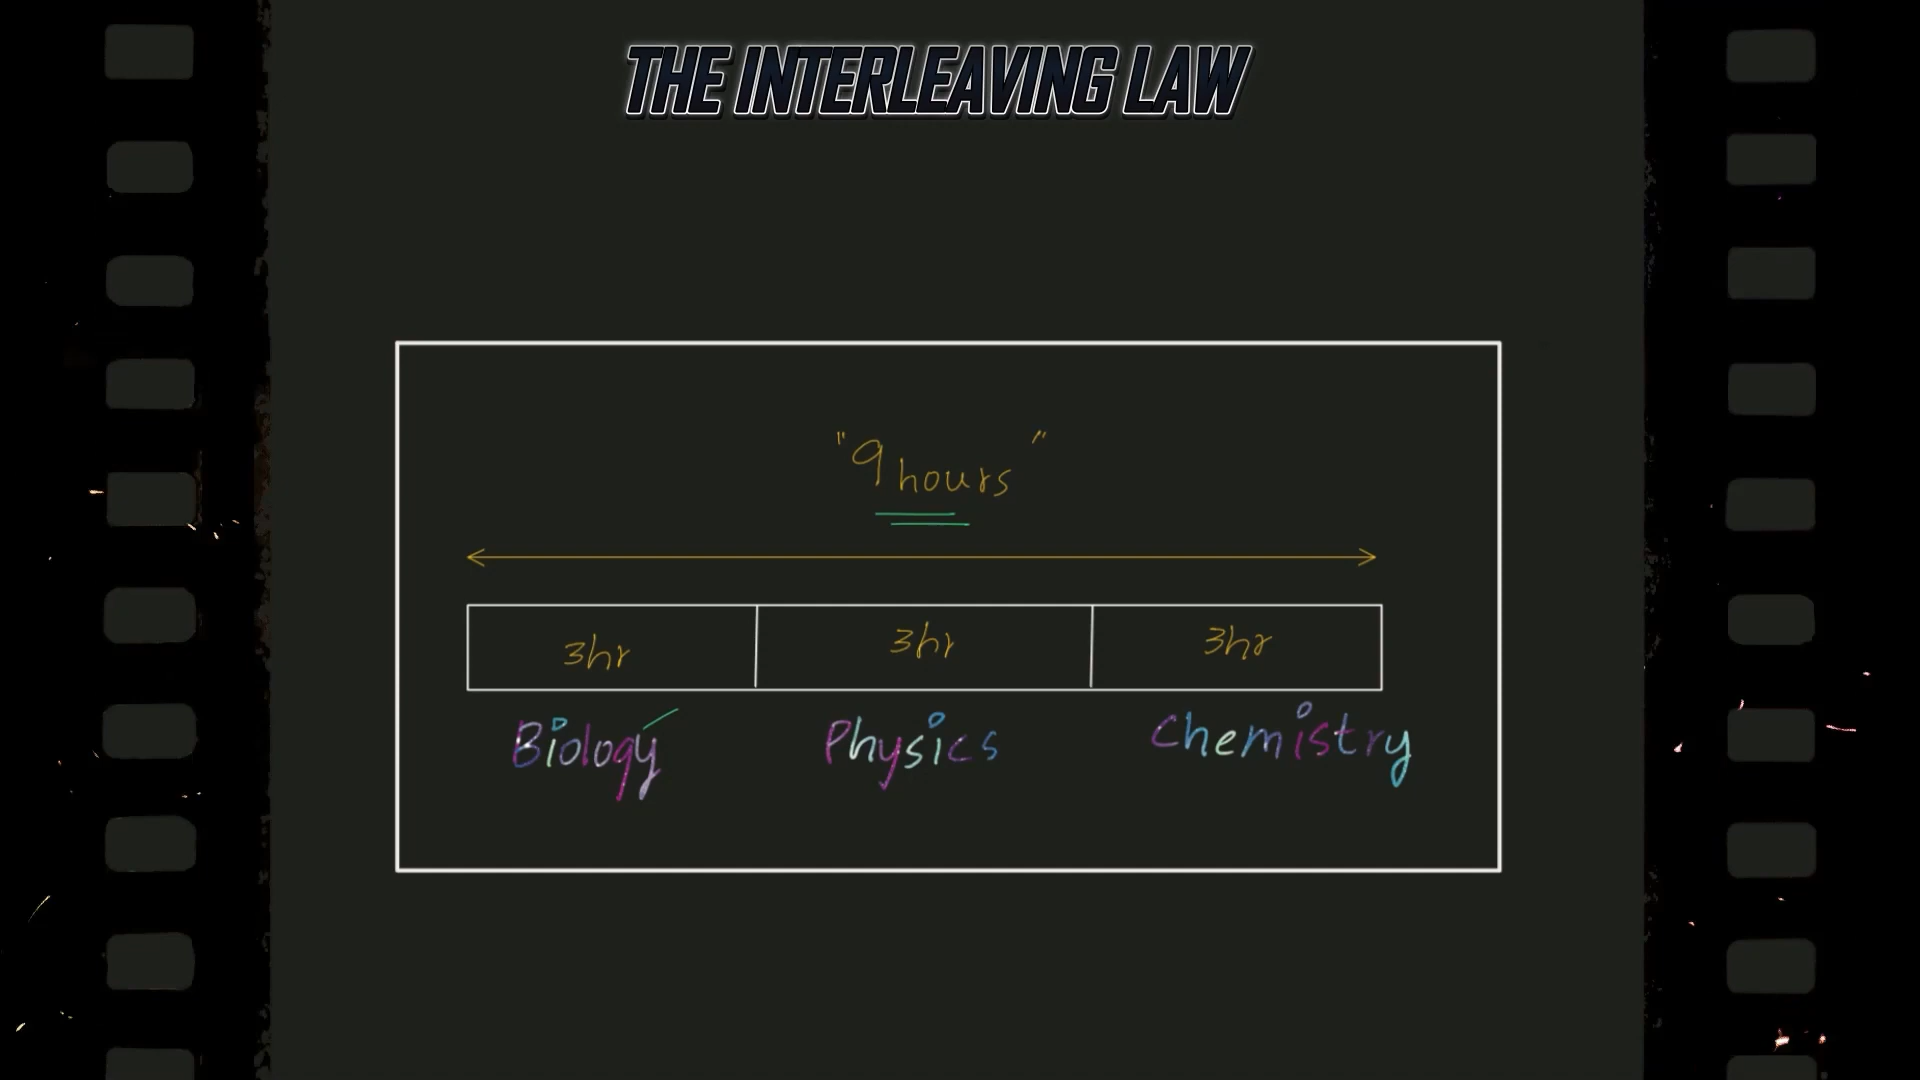 THE INTERLEAVING LAW
"9 hours"
3hr 3hr 3hr
Biology Physics Chemistry